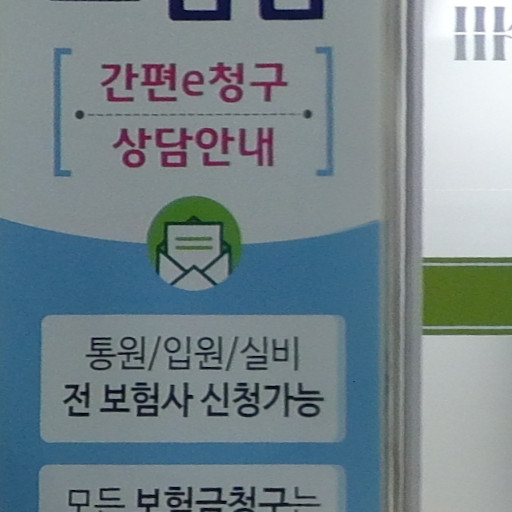 간편e청구
상담안내
통원/입원/실비
전 보험사 신청가능
모든 보험금청구는